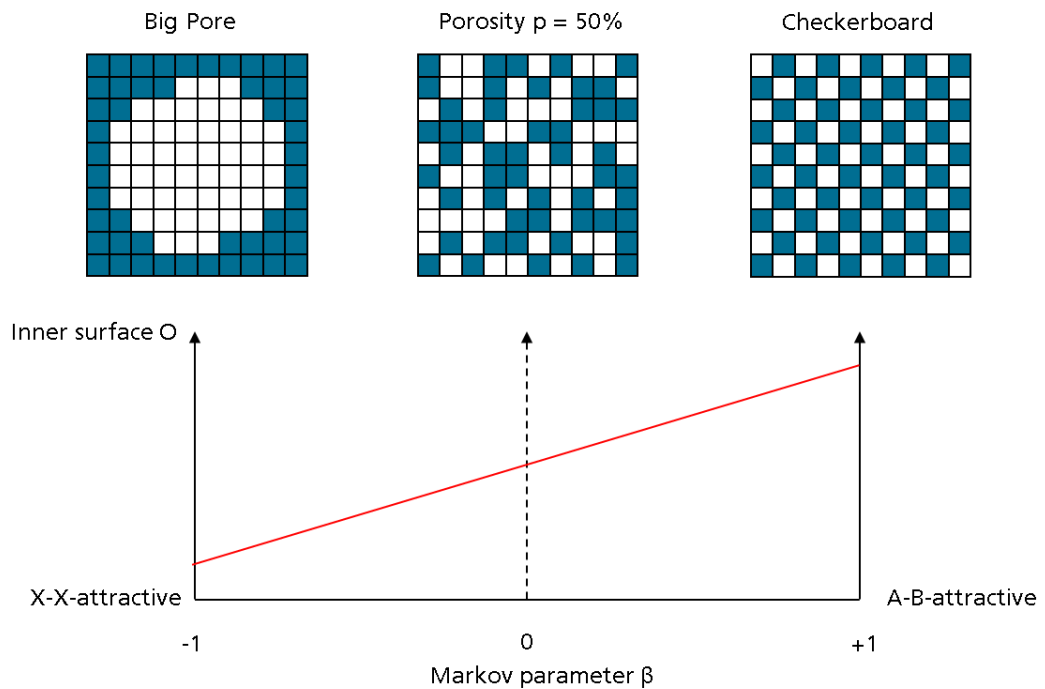 Big Pore
Porosity p = 50%
Checkerboard
Inner surface O
X-X-attractive
A-B-attractive
-1
0
+1
Markov parameter β